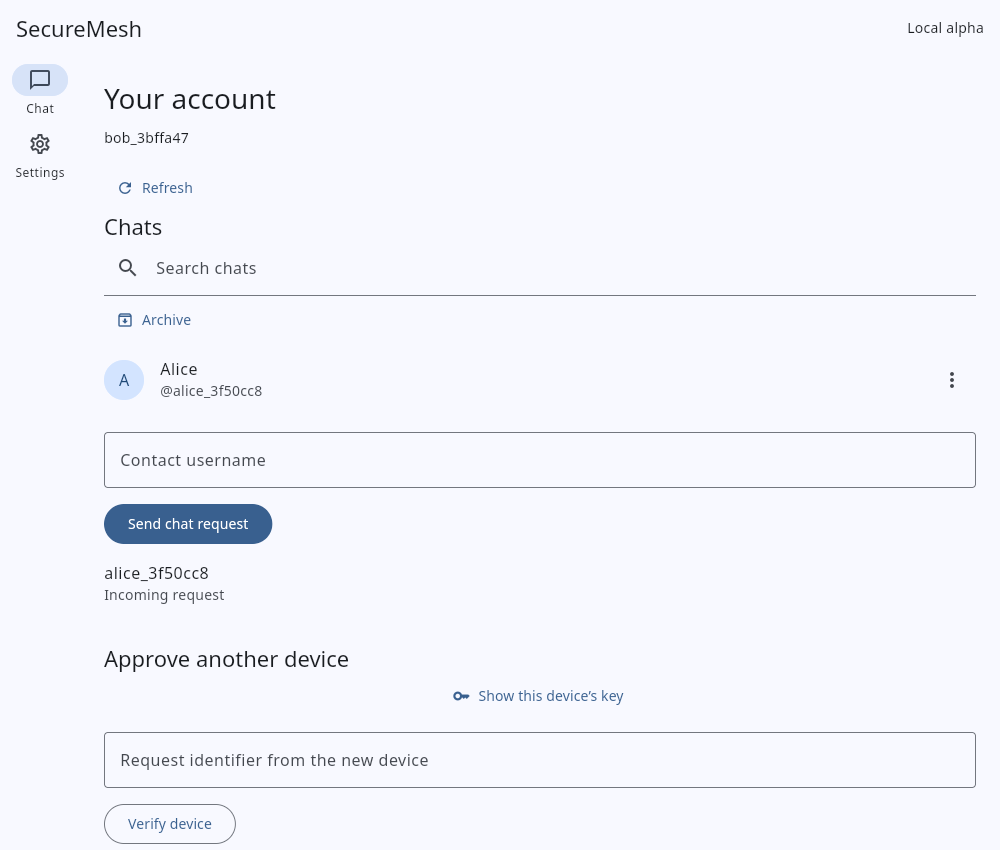 SecureMesh
Local alpha
Chat
Settings
Your account
bob_3bffa47
Refresh
Chats
Search chats
Archive
A
Alice
@alice_3f50cc8
Contact username
Send chat request
alice_3f50cc8
Incoming request
Approve another device
Show this device’s key
Request identifier from the new device
Verify device